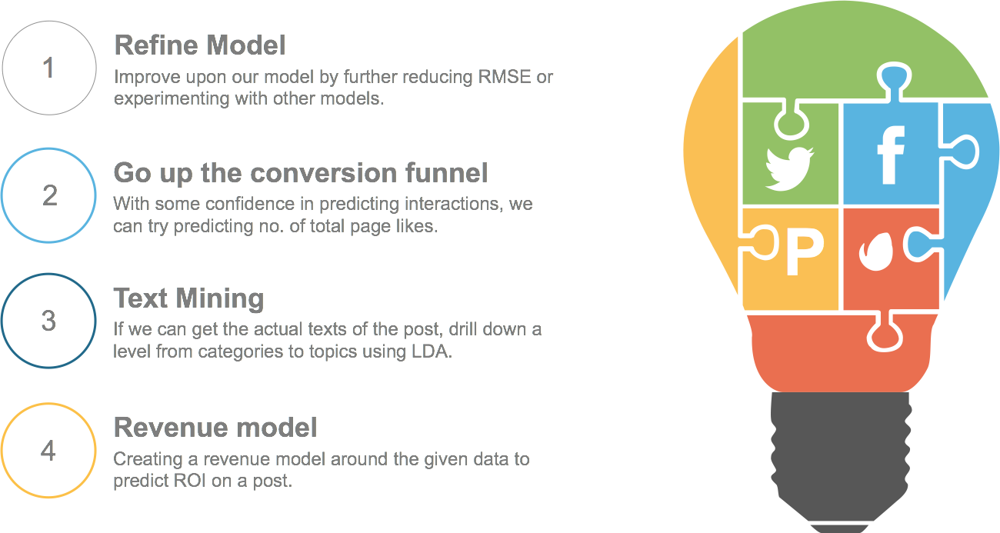 1
Refine Model
Improve upon our model by further reducing RMSE or
experimenting with other models.
2
Go up the conversion funnel
With some confidence in predicting interactions, we
can try predicting no. of total page likes.
3
Text Mining
If we can get the actual texts of the post, drill down a
level from categories to topics using LDA.
4
Revenue model
Creating a revenue model around the given data to
predict ROI on a post.
f
P